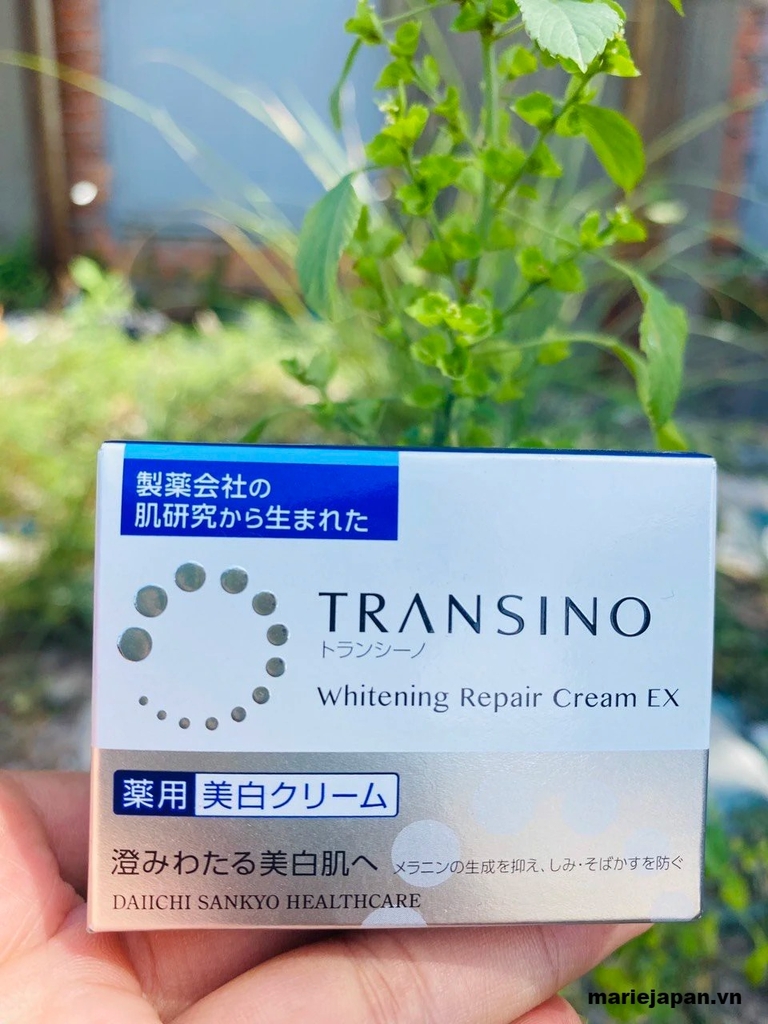 製薬会社の
肌研究から生まれた
TRANSINO
トランシーノ
Whitening Repair Cream EX
薬用 美白クリーム
澄みわたる美白肌へ メラニンの生成を抑え、しみ・そばかすを防ぐ
DAIICHI SANKYO HEALTHCARE
mariejapan.vn